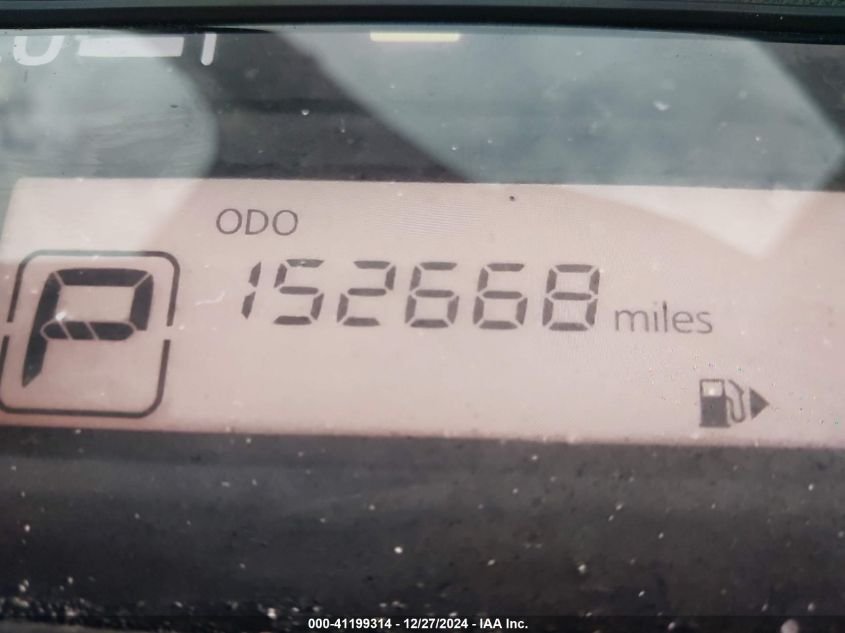 ODO
P
152668 miles
000-41199314 - 12/27/2024 - IAA Inc.